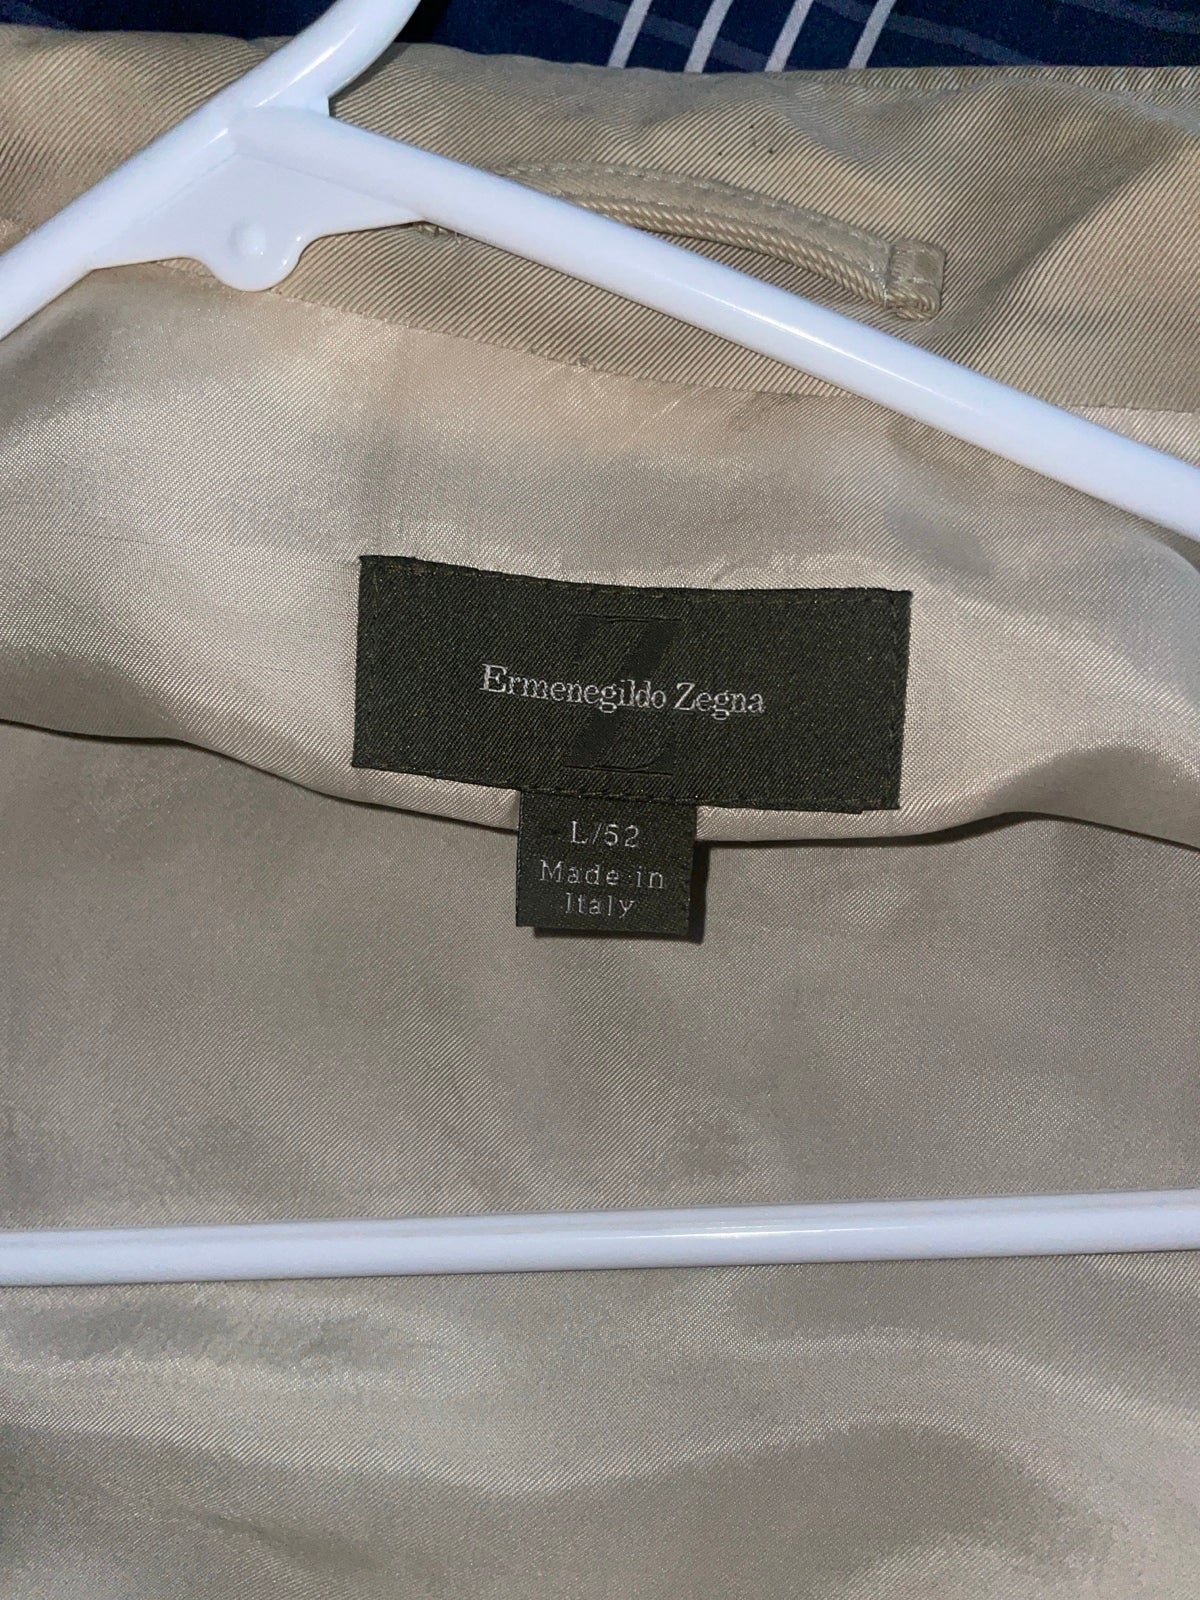 Z
Ermenegildo Zegna
L/52
Made in
Italy